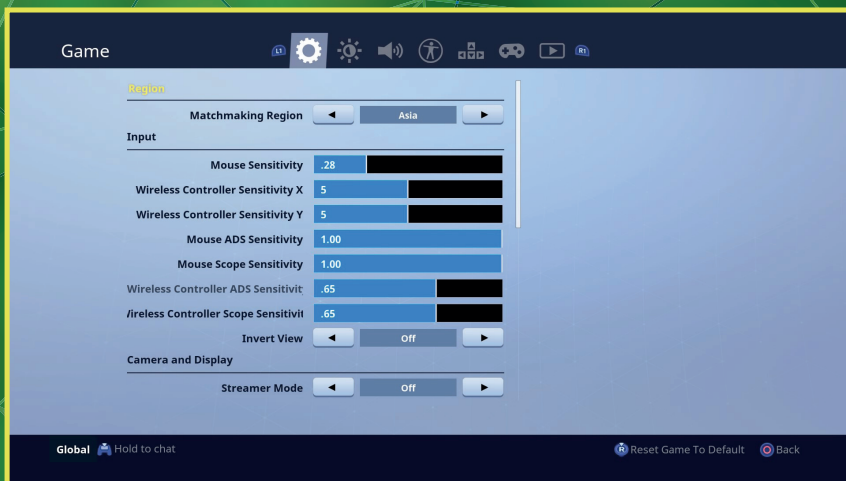 Game
L1
R1
Region
Matchmaking Region Asia
Input
Mouse Sensitivity .28
Wireless Controller Sensitivity X 5
Wireless Controller Sensitivity Y 5
Mouse ADS Sensitivity 1.00
Mouse Scope Sensitivity 1.00
Wireless Controller ADS Sensitivit .65
Wireless Controller Scope Sensitivit .65
Invert View Off
Camera and Display
Streamer Mode Off
Global Hold to chat R Reset Game To Default Back